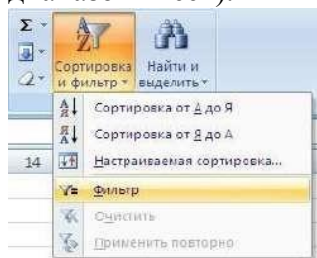 Σ
Сортировка и фильтр
Найти и выделить
Сортировка от А до Я
Сортировка от Я до А
Настраиваемая сортировка...
14
Фильтр
Очистить
Применить повторно